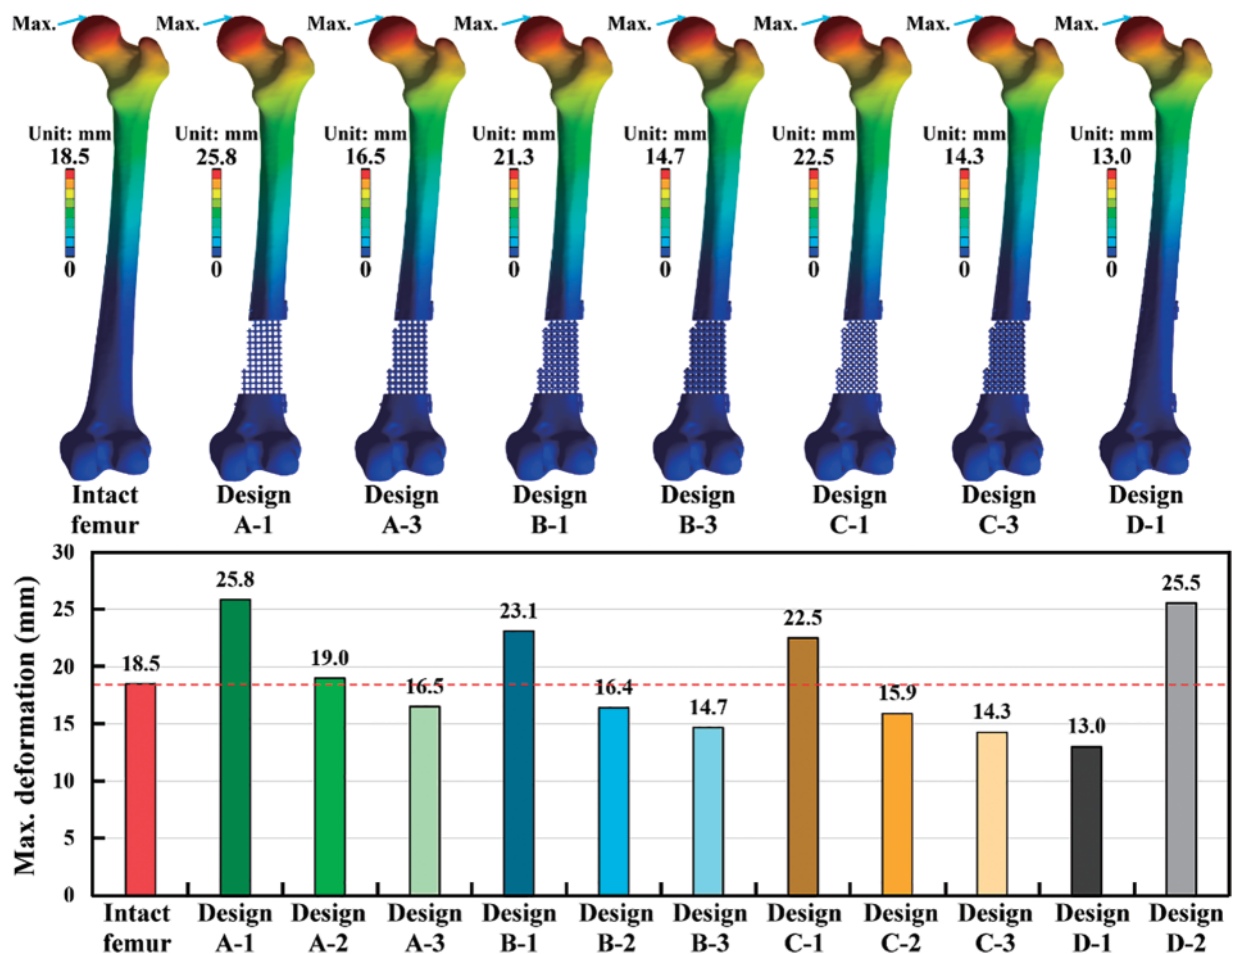 Max. Max. Max. Max. Max. Max. Max. Max.
Unit: mm Unit: mm Unit: mm Unit: mm Unit: mm Unit: mm Unit: mm Unit: mm
18.5 25.8 16.5 21.3 14.7 22.5 14.3 13.0
0 0 0 0 0 0 0 0
Intact Design Design Design Design Design Design Design
femur A-1 A-3 B-1 B-3 C-1 C-3 D-1
Max. deformation (mm)
30
25
20
15
10
5
0
18.5
25.8
19.0
16.5
23.1
16.4
14.7
22.5
15.9
14.3
13.0
25.5
Intact Design Design Design Design Design Design Design Design Design Design Design
femur A-1 A-2 A-3 B-1 B-2 B-3 C-1 C-2 C-3 D-1 D-2